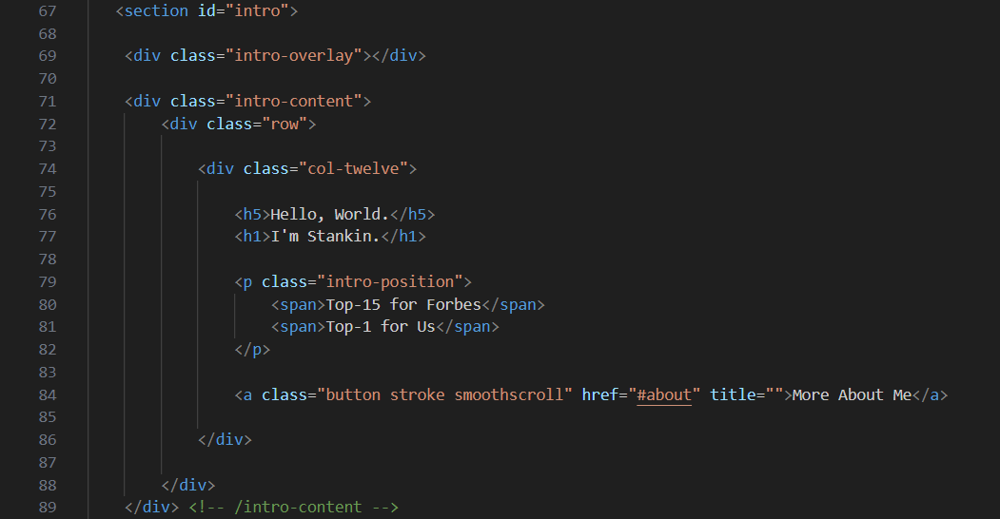 67 <section id="intro">
68
69 <div class="intro-overlay"></div>
70
71 <div class="intro-content">
72 <div class="row">
73
74 <div class="col-twelve">
75
76 <h5>Hello, World.</h5>
77 <h1>I'm Stankin.</h1>
78
79 <p class="intro-position">
80 <span>Top-15 for Forbes</span>
81 <span>Top-1 for Us</span>
82 </p>
83
84 <a class="button stroke smoothscroll" href="#about" title="">More About Me</a>
85
86 </div>
87
88 </div>
89 </div> <!-- /intro-content -->